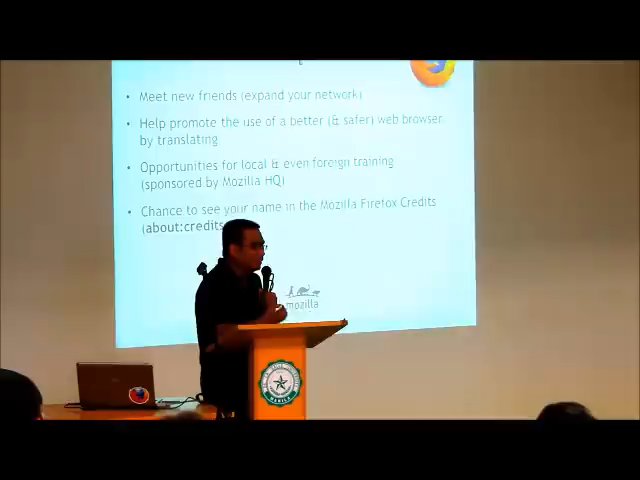 • Meet new friends (expand your network)
• Help promote the use of a better (& safer) web browser
by translating
• Opportunities for local & even foreign training
(sponsored by Mozilla HQ)
• Chance to see your name in the Mozilla Firefox Credits
(about:credits
mozilla
MANILA